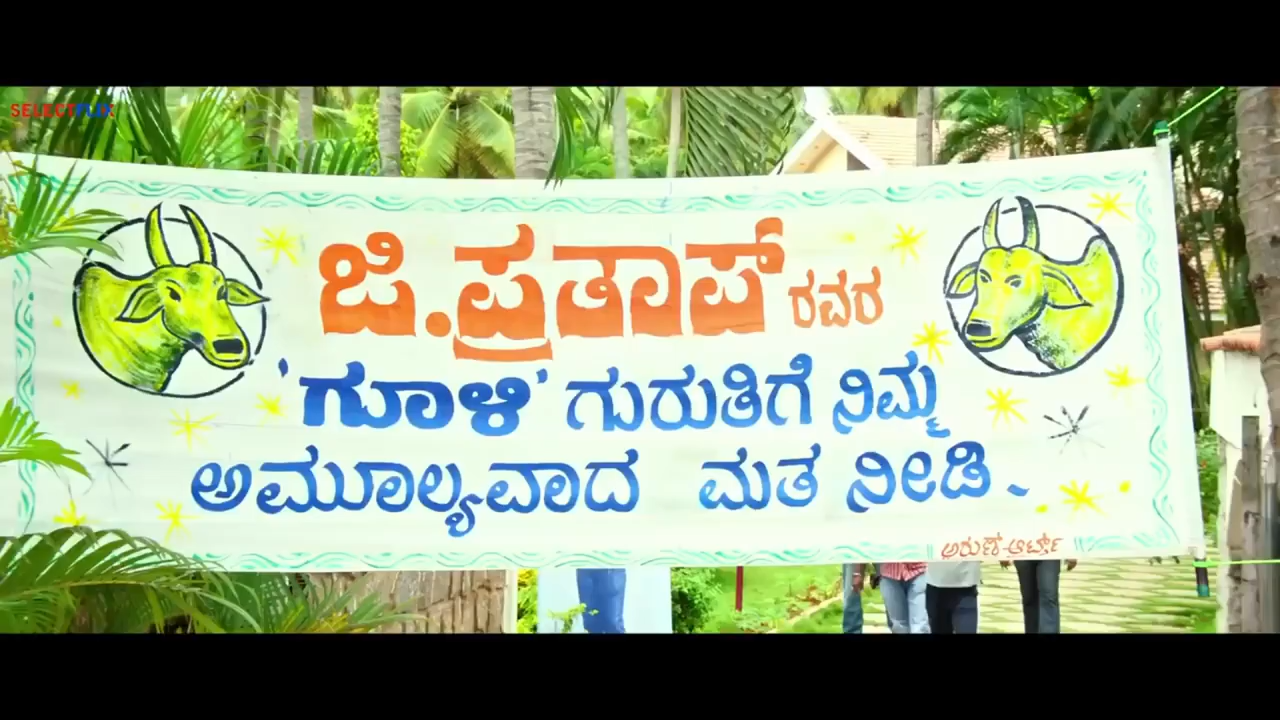 SELECTFLIX
ಜಿ.ಪ್ರತಾಪ್ ರವರ
'ಗೂಳಿ' ಗುರುತಿಗೆ ನಿಮ್ಮ
ಅಮೂಲ್ಯವಾದ ಮತ ನೀಡಿ.
ಅರುಣ್ ಆರ್ಟ್ಸ್